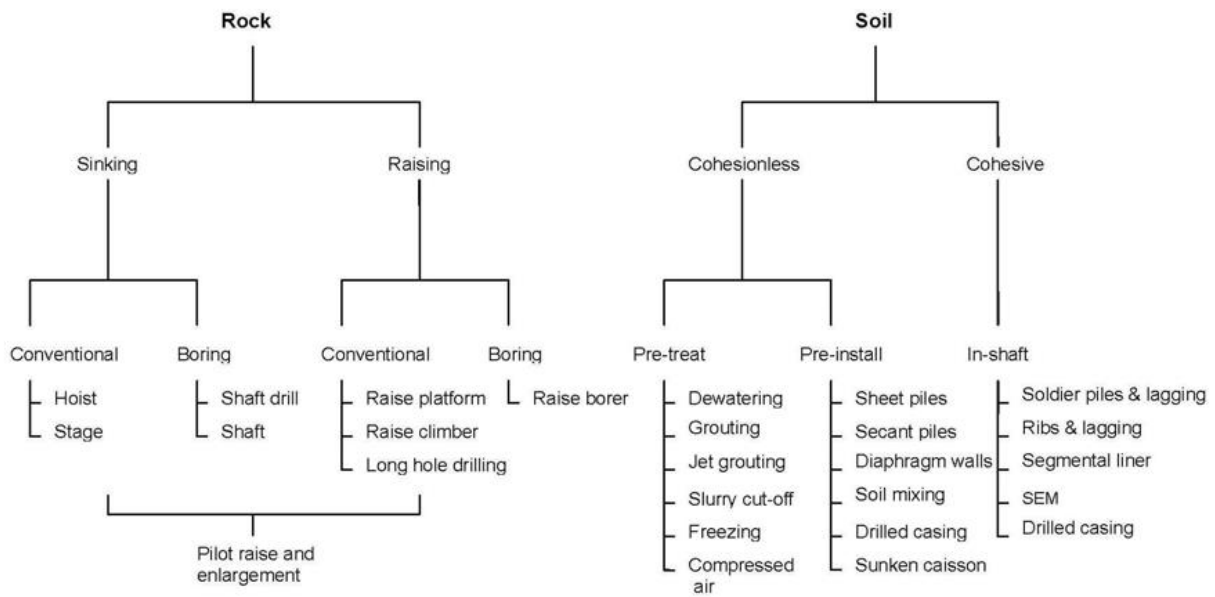 Rock
Soil
Sinking
Raising
Cohesionless
Cohesive
Conventional
Boring
Conventional
Boring
Pre-treat
Pre-install
In-shaft
Hoist
Stage
Shaft drill
Shaft
Raise platform
Raise climber
Long hole drilling
Raise borer
Dewatering
Grouting
Jet grouting
Slurry cut-off
Freezing
Compressed
air
Sheet piles
Secant piles
Diaphragm walls
Soil mixing
Drilled casing
Sunken caisson
Soldier piles & lagging
Ribs & lagging
Segmental liner
SEM
Drilled casing
Pilot raise and
enlargement